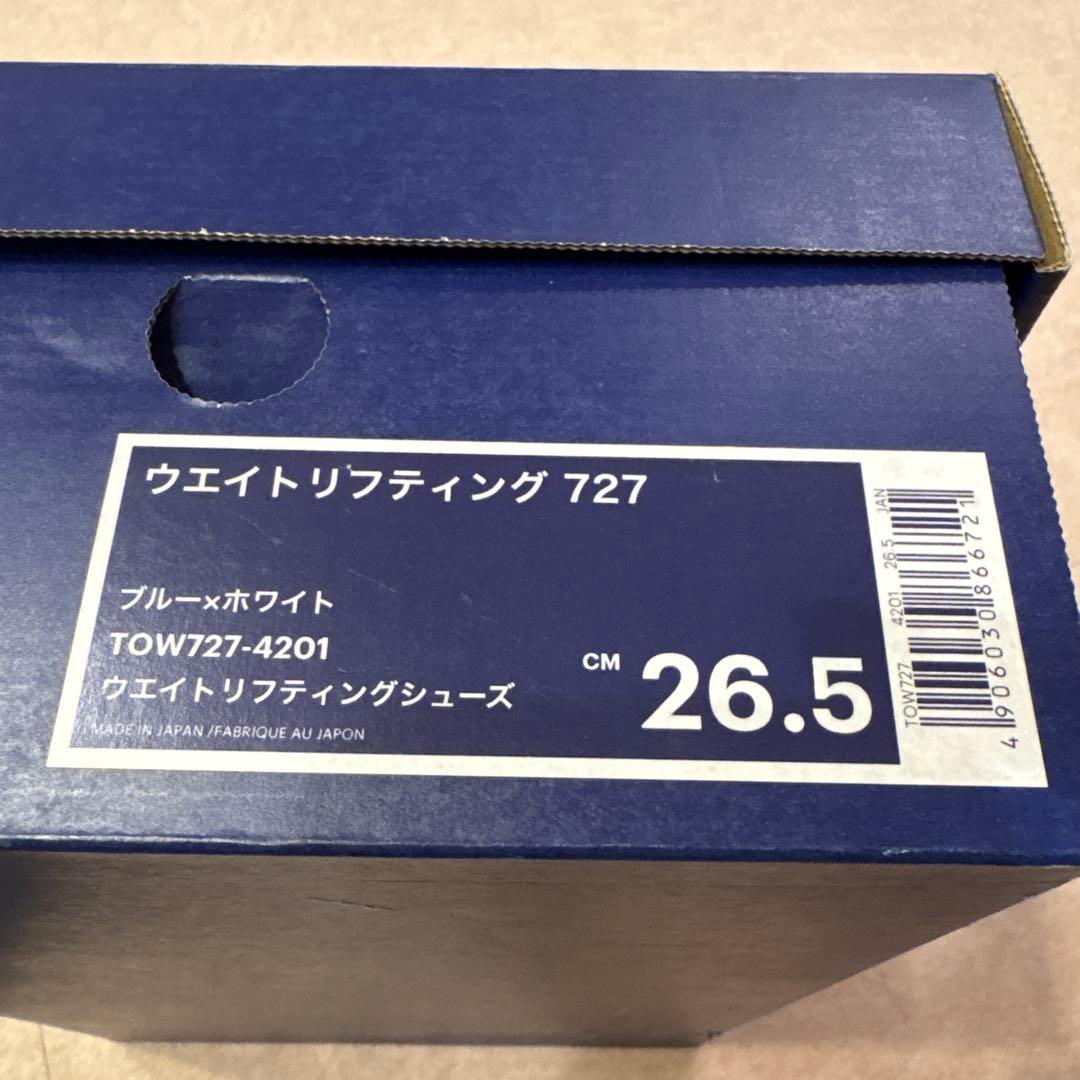 ウエイトリフティング 727
ブルー×ホワイト
TOW727-4201
ウエイトリフティングシューズ
MADE IN JAPAN /FABRIQUE AU JAPON
CM 26.5
TOW727 4201 26.5 JAN
4906030866721